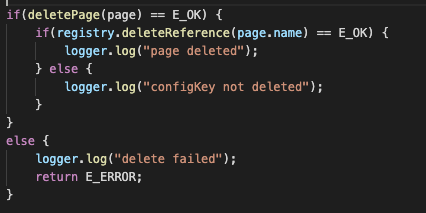 if(deletePage(page) == E_OK) {
    if(registry.deleteReference(page.name) == E_OK) {
        logger.log("page deleted");
    } else {
        logger.log("configKey not deleted");
    }
}
else {
    logger.log("delete failed");
    return E_ERROR;
}